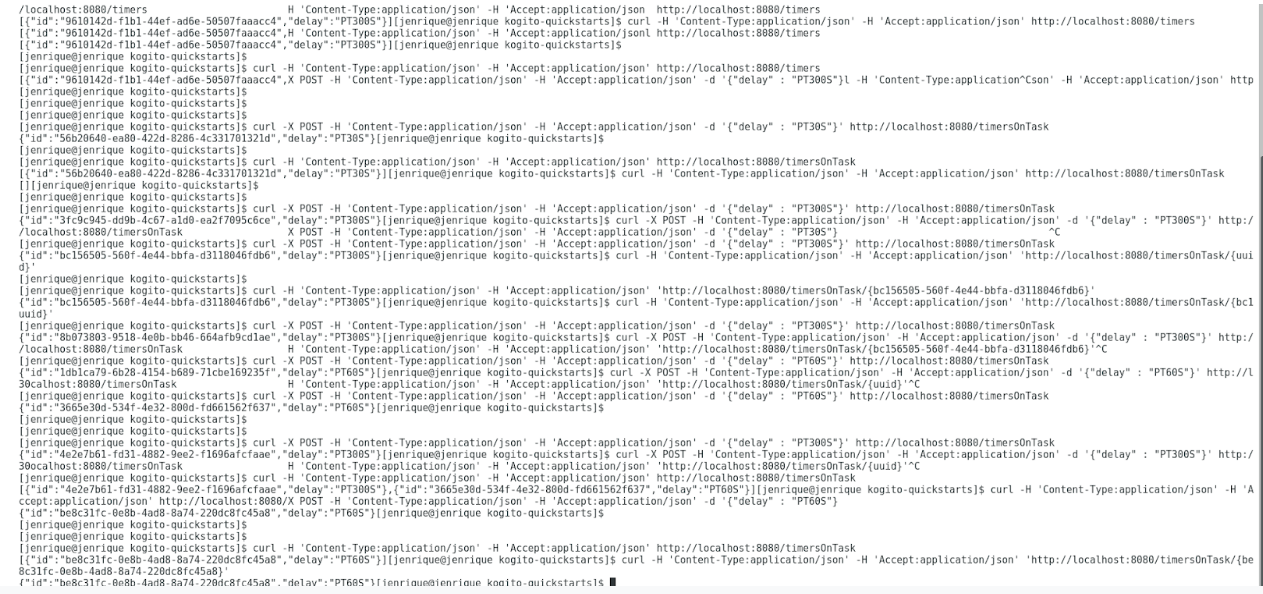 /localhost:8080/timers                       H 'Content-Type:application/json' -H 'Accept:application/json  http://localhost:8080/timers
[{"id":"9610142d-f1b1-44ef-ad6e-50507faaacc4","delay":"PT300S"}][jenrique@jenrique kogito-quickstarts]$ curl -H 'Content-Type:application/json' -H 'Accept:application/json' http://localhost:8080/timers
[{"id":"9610142d-f1b1-44ef-ad6e-50507faaacc4",H 'Content-Type:application/json' -H 'Accept:application/jsonl http://localhost:8080/timers
[{"id":"9610142d-f1b1-44ef-ad6e-50507faaacc4","delay":"PT300S"}][jenrique@jenrique kogito-quickstarts]$
[jenrique@jenrique kogito-quickstarts]$
[jenrique@jenrique kogito-quickstarts]$ curl -H 'Content-Type:application/json' -H 'Accept:application/json' http://localhost:8080/timers
[{"id":"9610142d-f1b1-44ef-ad6e-50507faaacc4",X POST -H 'Content-Type:application/json' -H 'Accept:application/json' -d '{"delay" : "PT300S"}l -H 'Content-Type:application^Cson' -H 'Accept:application/json' http
[jenrique@jenrique kogito-quickstarts]$
[jenrique@jenrique kogito-quickstarts]$
[jenrique@jenrique kogito-quickstarts]$
[jenrique@jenrique kogito-quickstarts]$ curl -X POST -H 'Content-Type:application/json' -H 'Accept:application/json' -d '{"delay" : "PT30S"}' http://localhost:8080/timersOnTask
{"id":"56b20640-ea80-422d-8286-4c331701321d","delay":"PT30S"}[jenrique@jenrique kogito-quickstarts]$
[jenrique@jenrique kogito-quickstarts]$
[jenrique@jenrique kogito-quickstarts]$ curl -H 'Content-Type:application/json' -H 'Accept:application/json' http://localhost:8080/timersOnTask
[{"id":"56b20640-ea80-422d-8286-4c331701321d","delay":"PT30S"}][jenrique@jenrique kogito-quickstarts]$ curl -H 'Content-Type:application/json' -H 'Accept:application/json' http://localhost:8080/timersOnTask
[][jenrique@jenrique kogito-quickstarts]$
[jenrique@jenrique kogito-quickstarts]$
[jenrique@jenrique kogito-quickstarts]$ curl -X POST -H 'Content-Type:application/json' -H 'Accept:application/json' -d '{"delay" : "PT300S"}' http://localhost:8080/timersOnTask
{"id":"3fc9c945-dd9b-4c67-a1d0-ea2f7095c6ce","delay":"PT300S"}[jenrique@jenrique kogito-quickstarts]$ curl -X POST -H 'Content-Type:application/json' -H 'Accept:application/json' -d '{"delay" : "PT300S"}' http:/
/localhost:8080/timersOnTask                 X POST -H 'Content-Type:application/json' -H 'Accept:application/json' -d '{"delay" : "PT30S"}                                  ^C
[jenrique@jenrique kogito-quickstarts]$ curl -X POST -H 'Content-Type:application/json' -H 'Accept:application/json' -d '{"delay" : "PT300S"}' http://localhost:8080/timersOnTask
{"id":"bc156505-560f-4e44-bbfa-d3118046fdb6","delay":"PT300S"}[jenrique@jenrique kogito-quickstarts]$ curl -H 'Content-Type:application/json' -H 'Accept:application/json' 'http://localhost:8080/timersOnTask/{uui
d}'
[jenrique@jenrique kogito-quickstarts]$
[jenrique@jenrique kogito-quickstarts]$ curl -H 'Content-Type:application/json' -H 'Accept:application/json' 'http://localhost:8080/timersOnTask/{bc156505-560f-4e44-bbfa-d3118046fdb6}'
{"id":"bc156505-560f-4e44-bbfa-d3118046fdb6","delay":"PT300S"}[jenrique@jenrique kogito-quickstarts]$ curl -H 'Content-Type:application/json' -H 'Accept:application/json' 'http://localhost:8080/timersOnTask/{bc1
uuid}'
[jenrique@jenrique kogito-quickstarts]$ curl -X POST -H 'Content-Type:application/json' -H 'Accept:application/json' -d '{"delay" : "PT300S"}' http://localhost:8080/timersOnTask
{"id":"8b073803-9518-4e0b-bb46-664afb9cd1ae","delay":"PT300S"}[jenrique@jenrique kogito-quickstarts]$ curl -X POST -H 'Content-Type:application/json' -H 'Accept:application/json' -d '{"delay" : "PT300S"}' http:/
/localhost:8080/timersOnTask                 H 'Content-Type:application/json' -H 'Accept:application/json' 'http://localhost:8080/timersOnTask/{bc156505-560f-4e44-bbfa-d3118046fdb6}'^C
[jenrique@jenrique kogito-quickstarts]$ curl -X POST -H 'Content-Type:application/json' -H 'Accept:application/json' -d '{"delay" : "PT60S"}' http://localhost:8080/timersOnTask
{"id":"1db1ca79-6b28-4154-b689-71cbe169235f","delay":"PT60S"}[jenrique@jenrique kogito-quickstarts]$ curl -X POST -H 'Content-Type:application/json' -H 'Accept:application/json' -d '{"delay" : "PT60S"}' http://l
30calhost:8080/timersOnTask                  H 'Content-Type:application/json' -H 'Accept:application/json' 'http://localhost:8080/timersOnTask/{uuid}'^C
[jenrique@jenrique kogito-quickstarts]$ curl -X POST -H 'Content-Type:application/json' -H 'Accept:application/json' -d '{"delay" : "PT60S"}' http://localhost:8080/timersOnTask
{"id":"3665e30d-534f-4e32-800d-fd661562f637","delay":"PT60S"}[jenrique@jenrique kogito-quickstarts]$
[jenrique@jenrique kogito-quickstarts]$
[jenrique@jenrique kogito-quickstarts]$
[jenrique@jenrique kogito-quickstarts]$ curl -X POST -H 'Content-Type:application/json' -H 'Accept:application/json' -d '{"delay" : "PT300S"}' http://localhost:8080/timersOnTask
{"id":"4e2e7b61-fd31-4882-9ee2-f1696afcfaae","delay":"PT300S"}[jenrique@jenrique kogito-quickstarts]$ curl -X POST -H 'Content-Type:application/json' -H 'Accept:application/json' -d '{"delay" : "PT300S"}' http:/
30ocalhost:8080/timersOnTask                 H 'Content-Type:application/json' -H 'Accept:application/json' 'http://localhost:8080/timersOnTask/{uuid}'^C
[jenrique@jenrique kogito-quickstarts]$ curl -H 'Content-Type:application/json' -H 'Accept:application/json' http://localhost:8080/timersOnTask
[{"id":"4e2e7b61-fd31-4882-9ee2-f1696afcfaae","delay":"PT300S"},{"id":"3665e30d-534f-4e32-800d-fd661562f637","delay":"PT60S"}][jenrique@jenrique kogito-quickstarts]$ curl -H 'Content-Type:application/json' -H 'A
ccept:application/json' http://localhost:8080/X POST -H 'Content-Type:application/json' -H 'Accept:application/json' -d '{"delay" : "PT60S"}
{"id":"be8c31fc-0e8b-4ad8-8a74-220dc8fc45a8","delay":"PT60S"}[jenrique@jenrique kogito-quickstarts]$
[jenrique@jenrique kogito-quickstarts]$
[jenrique@jenrique kogito-quickstarts]$
[jenrique@jenrique kogito-quickstarts]$ curl -H 'Content-Type:application/json' -H 'Accept:application/json' http://localhost:8080/timersOnTask
[{"id":"be8c31fc-0e8b-4ad8-8a74-220dc8fc45a8","delay":"PT60S"}][jenrique@jenrique kogito-quickstarts]$ curl -H 'Content-Type:application/json' -H 'Accept:application/json' 'http://localhost:8080/timersOnTask/{be
8c31fc-0e8b-4ad8-8a74-220dc8fc45a8}'
{"id":"be8c31fc-0e8b-4ad8-8a74-220dc8fc45a8","delay":"PT60S"}[jenrique@jenrique kogito-quickstarts]$